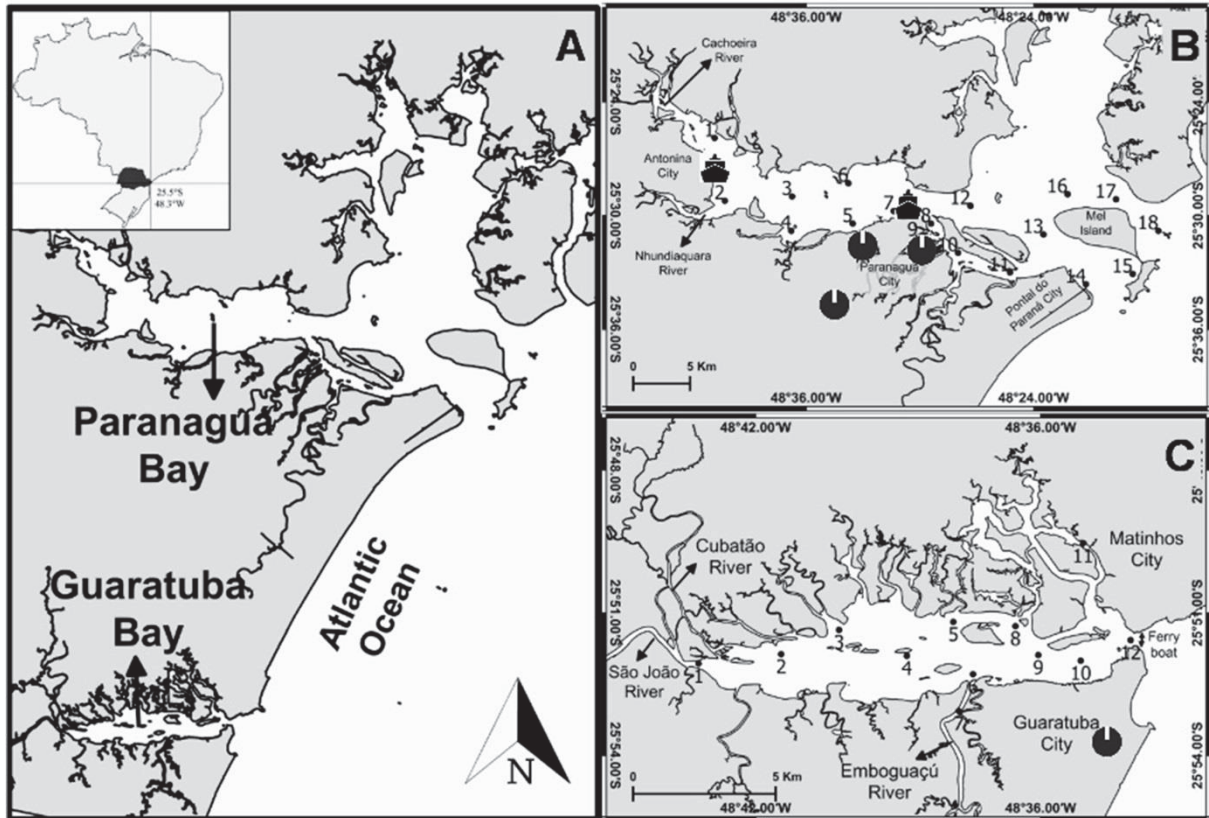 A
25.5°S
48.3°W
Paranagua
Bay
Guaratuba
Bay
Atlantic
Ocean
N
B
48°36.00'W
48°24.00'W
25°24.00'S
25°30.00'S
25°36.00'S
25°24.00'S
25°30.00'S
25°36.00'S
Cachoeira
River
Antonina
City
Nhundiaquara
River
Paranagua
City
Pontal do
Paraná City
Mel
Island
1
2
3
4
5
6
7
8
9
10
11
12
13
14
15
16
17
18
0 5 Km
48°36.00'W
48°24.00'W
C
48°42.00'W
48°36.00'W
25°48.00'S
25°51.00'S
25°54.00'S
25°
25°51.00'S
25°54.00'S
Cubatão
River
São João
River
Matinhos
City
Ferry
boat
Guaratuba
City
Emboguaçú
River
1
2
3
4
5
8
9
10
11
12
0 5 Km
48°42.00'W
48°36.00'W